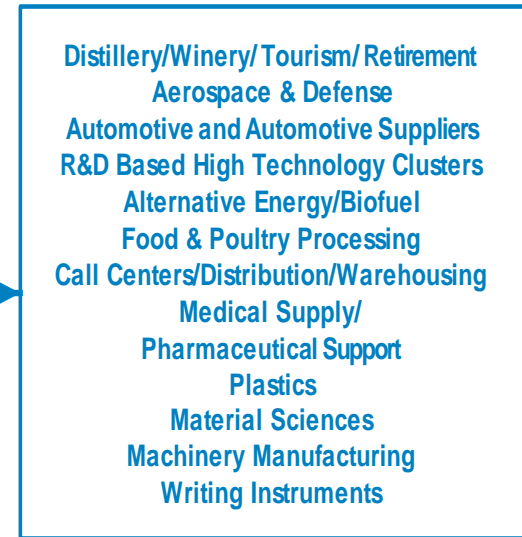 Distillery/Winery/Tourism/Retirement
Aerospace & Defense
Automotive and Automotive Suppliers
R&D Based High Technology Clusters
Alternative Energy/Biofuel
Food & Poultry Processing
Call Centers/Distribution/Warehousing
Medical Supply/
Pharmaceutical Support
Plastics
Material Sciences
Machinery Manufacturing
Writing Instruments